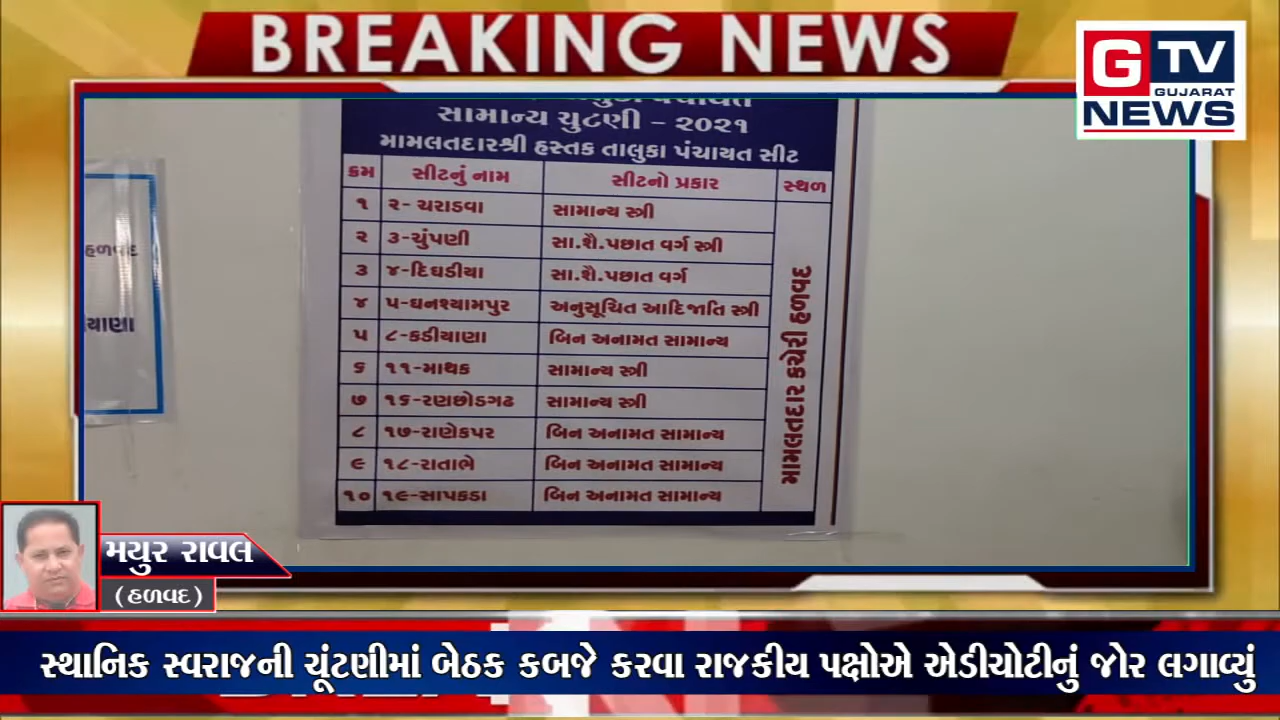 BREAKING NEWS
G TV
GUJARAT
NEWS
સામાન્ય ચુટણી - ૨૦૨૧
મામલતદારશ્રી હસ્તક તાલુકા પંચાયત સીટ
ક્રમ સીટનું નામ સીટનો પ્રકાર સ્થળ
૧ ૨- ચરાડવા સામાન્ય સ્ત્રી
૨ ૩-ચુંપણી સા.શૈ.પછાત વર્ગ સ્ત્રી
૩ ૪-દિઘડીયા સા.શૈ.પછાત વર્ગ
૪ ૫-ઘનશ્યામપુર અનુસૂચિત આદિજાતિ સ્ત્રી
૫ ૮-કડીયાણા બિન અનામત સામાન્ય
૬ ૧૧-માથક સામાન્ય સ્ત્રી
૭ ૧૬-રણછોડગઢ સામાન્ય સ્ત્રી
૮ ૧૭-રાણેકપર બિન અનામત સામાન્ય
૯ ૧૮-રાતાભે બિન અનામત સામાન્ય
૧૦ ૧૯-સાપકડા બિન અનામત સામાન્ય
મામલતદાર કચેરી હળવદ
હળવદ
મયુર રાવલ
(હળવદ)
સ્થાનિક સ્વરાજની ચૂંટણીમાં બેઠક કબજે કરવા રાજકીય પક્ષોએ એડીચોટીનું જોર લગાવ્યું